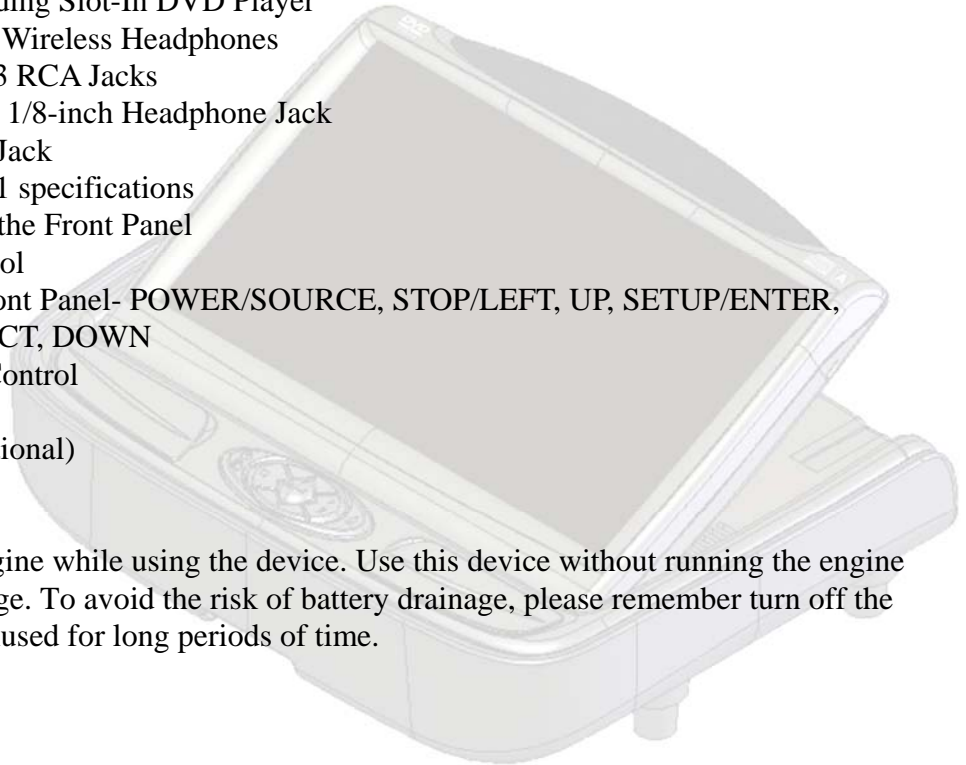 Slot-In DVD Player
Wireless Headphones
3 RCA Jacks
1/8-inch Headphone Jack
Jack
1 specifications
the Front Panel
ont Panel- POWER/SOURCE, STOP/LEFT, UP, SETUP/ENTER,
CT, DOWN
Control
ional)
gine while using the device. Use this device without running the engine
ge. To avoid the risk of battery drainage, please remember turn off the
used for long periods of time.
DVD